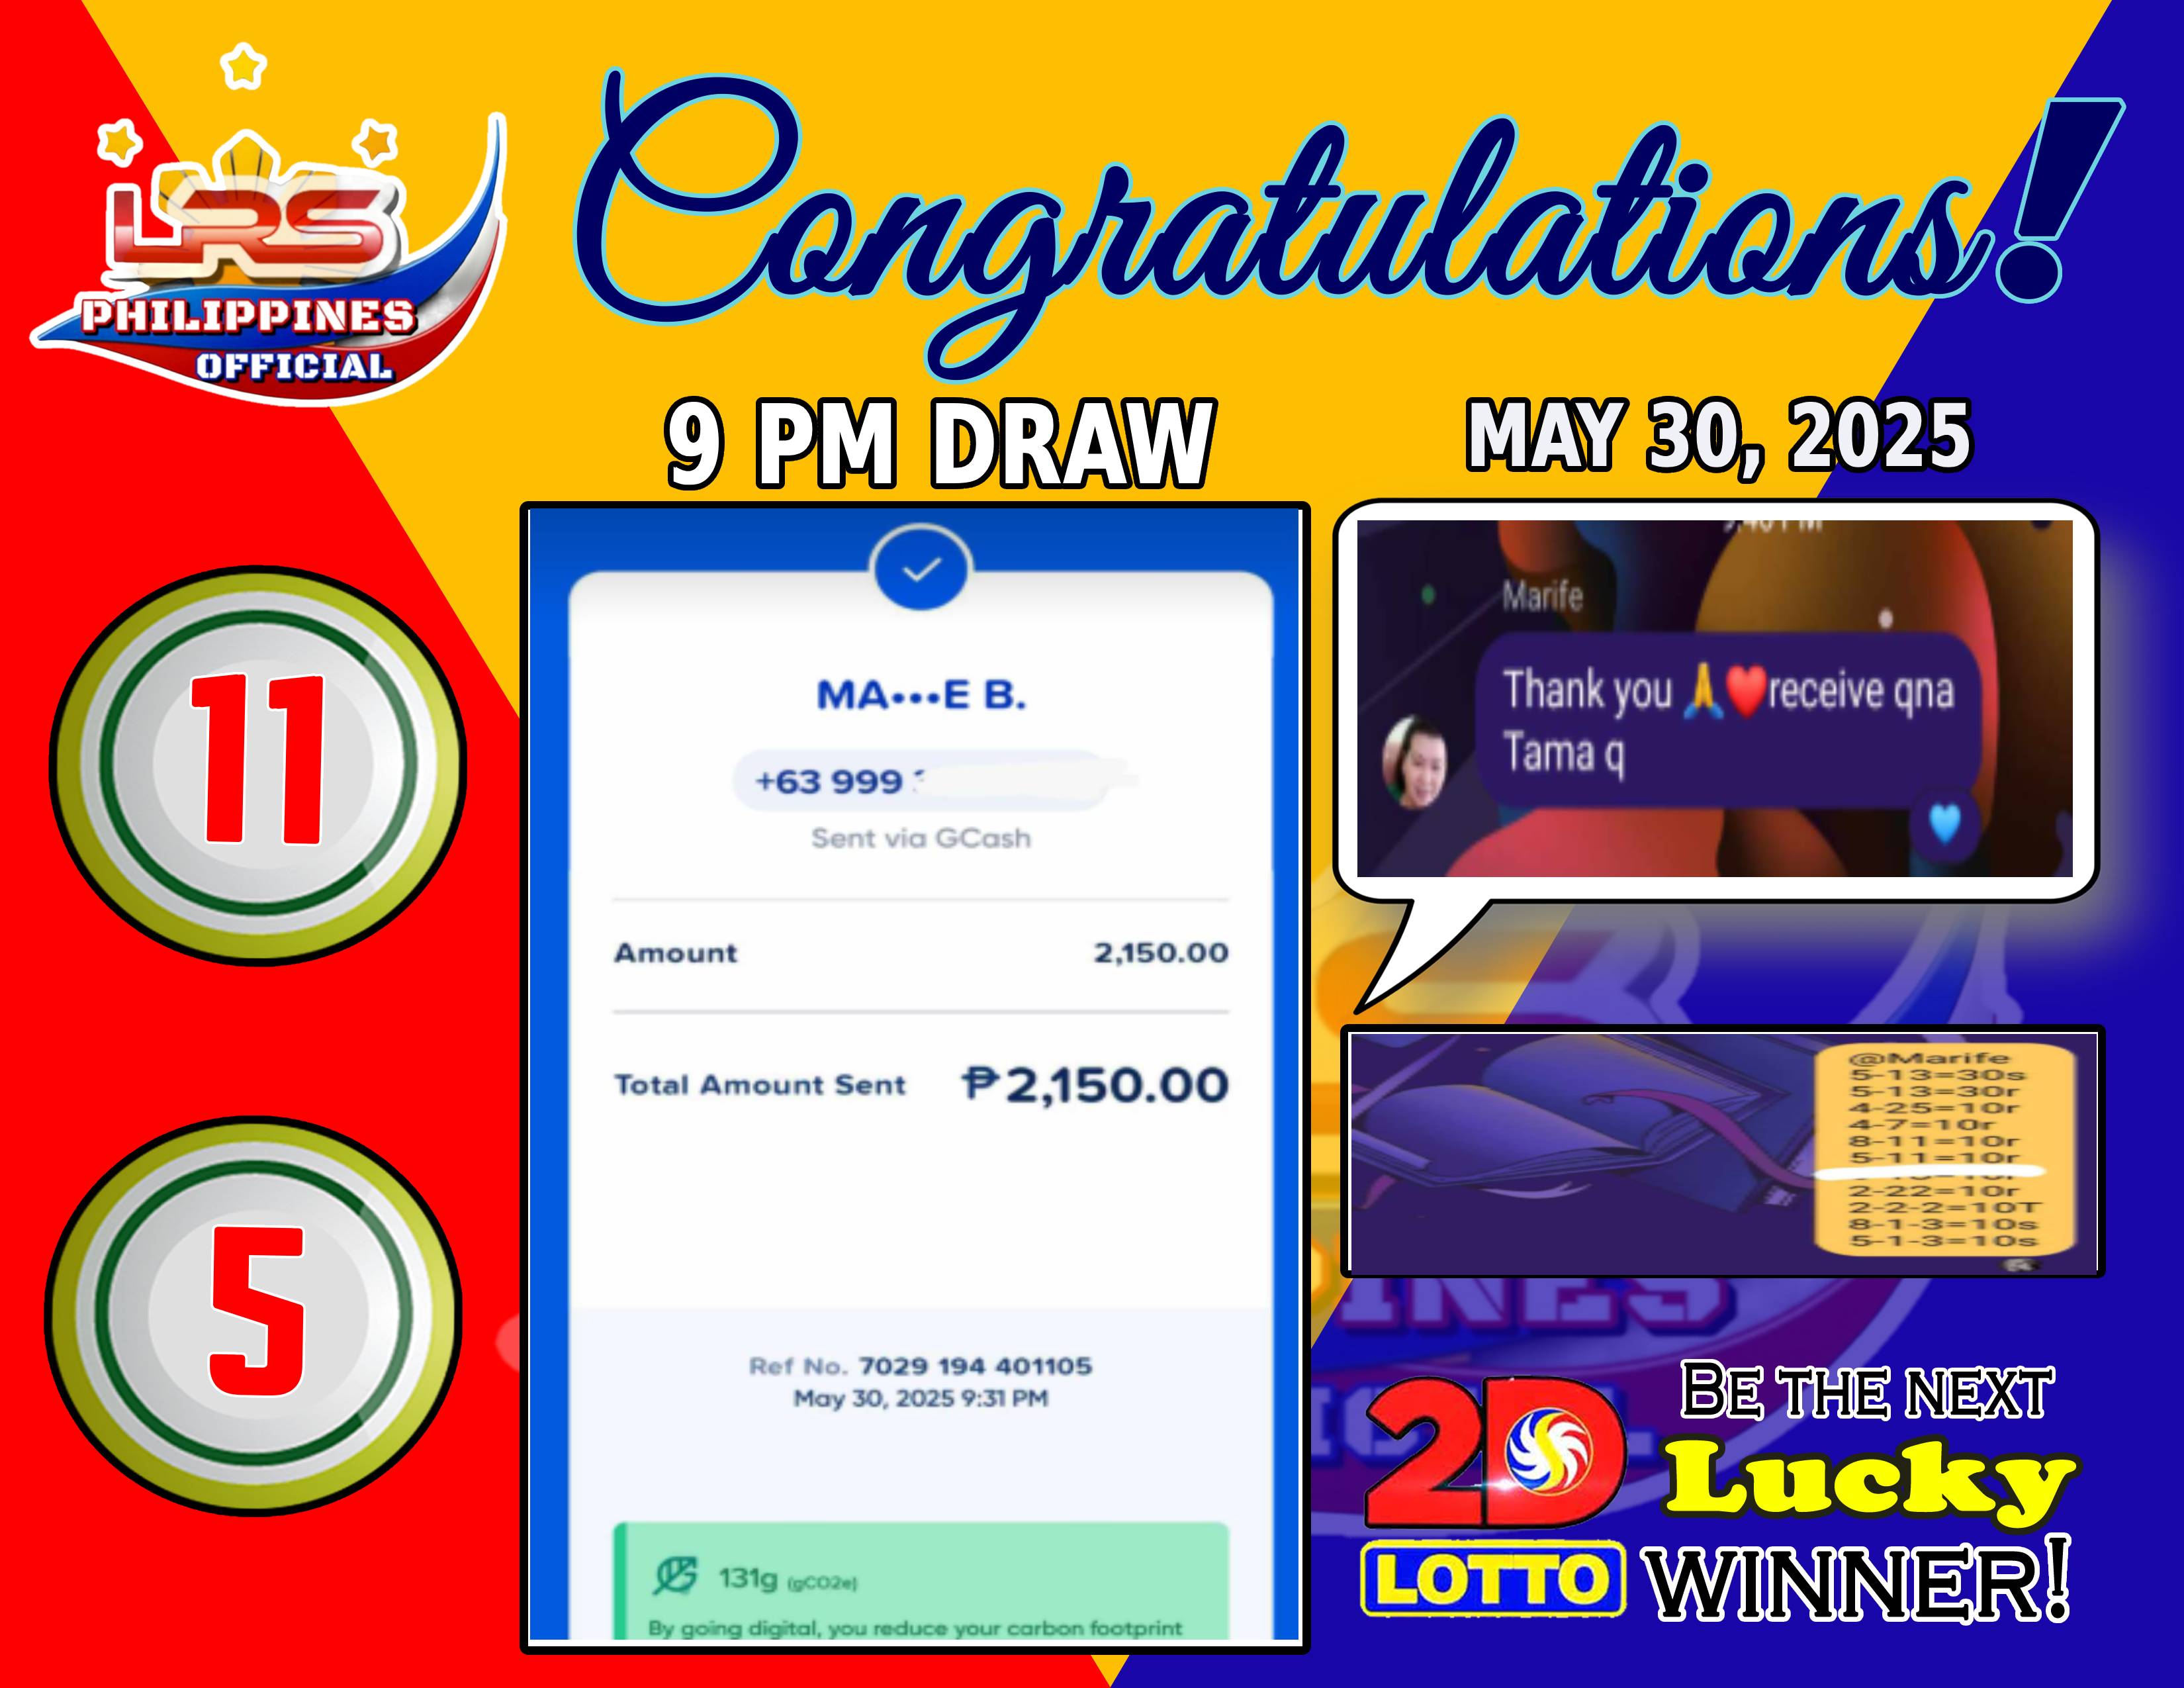 LRS
PHILIPPINES
OFFICIAL
Congratulations!
9 PM DRAW
MAY 30, 2025
11
5
MA•••E B.
+63 999
Sent via GCash
Amount 2,150.00
Total Amount Sent ₱2,150.00
Ref No. 7029 194 401105
May 30, 2025 9:31 PM
131g (gCO2e)
By going digital, you reduce your carbon footprint
Marife
Thank you 🙏❤️receive qna
Tama q
@Marife
5-13=30s
5-13=30r
4-25=10r
4-7=10r
8-11=10r
5-11=10r
2-22=10r
2-2-2=10T
8-1-3=10s
5-1-3=10s
2D
LOTTO
BE THE NEXT
Lucky
WINNER!